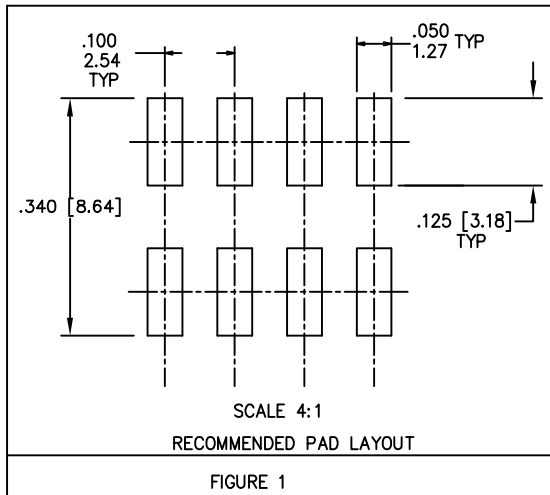 .100
2.54
TYP
.050
1.27 TYP
.340 [8.64]
.125 [3.18]
TYP
SCALE 4:1
RECOMMENDED PAD LAYOUT
FIGURE 1